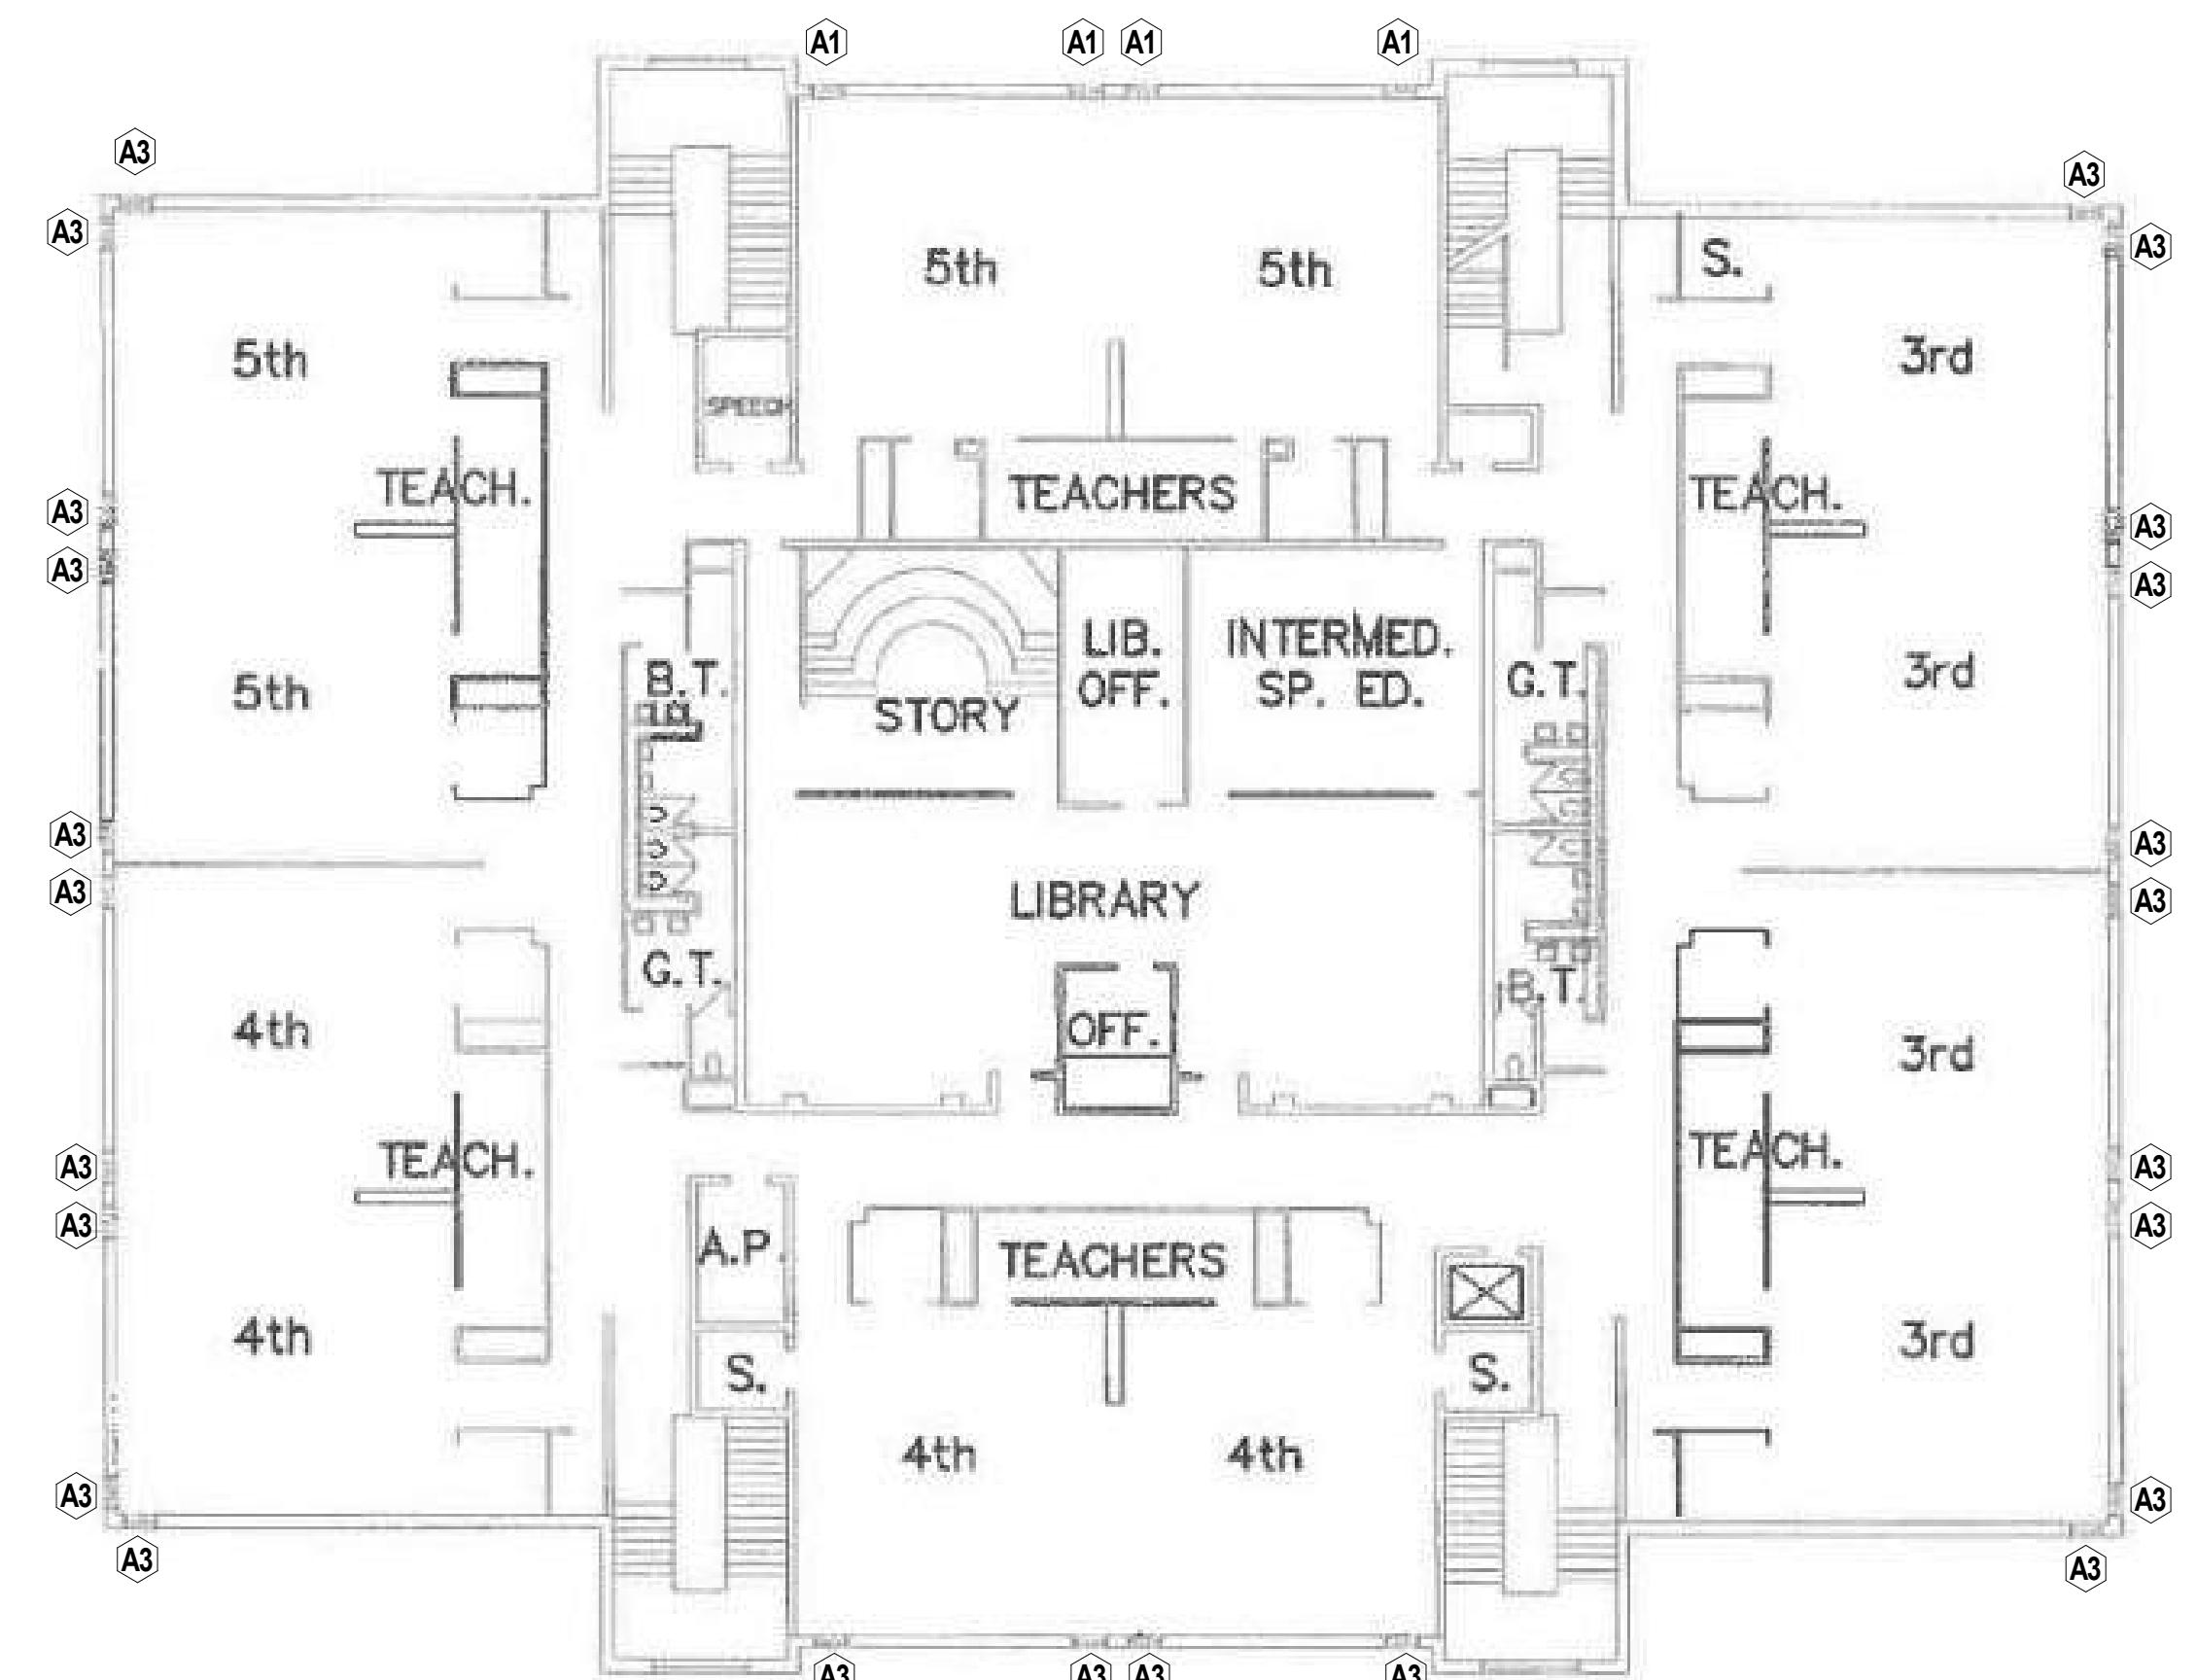 A1 A1 A1 A1
A3 A3
A3 A3
S.
5th 5th
5th 3rd
SPEECH
TEACH. TEACHERS TEACH.
A3 A3
A3 A3
LIB. INTERMED.
OFF. SP. ED.
B.T. G.T.
5th 3rd
STORY
A3 A3
A3 A3
LIBRARY
G.T. B.T.
4th OFF. 3rd
TEACH. TEACH.
A3 A3
A3 A3
A.P. TEACHERS
4th 3rd
S. S.
4th 4th
A3 A3
A3 A3
A3 A3 A3 A3